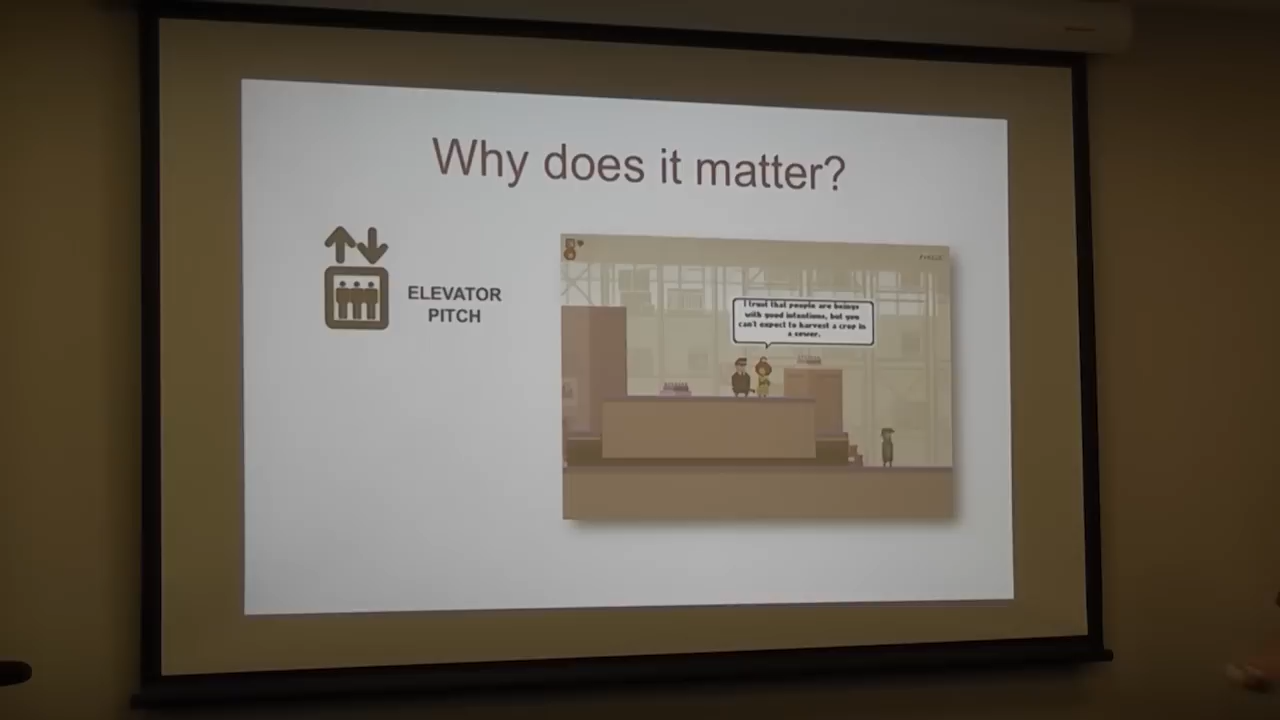 Why does it matter?
ELEVATOR
PITCH
I trust that people are beings
with good intentions, but you
can't expect to harvest a crop in
a sewer.